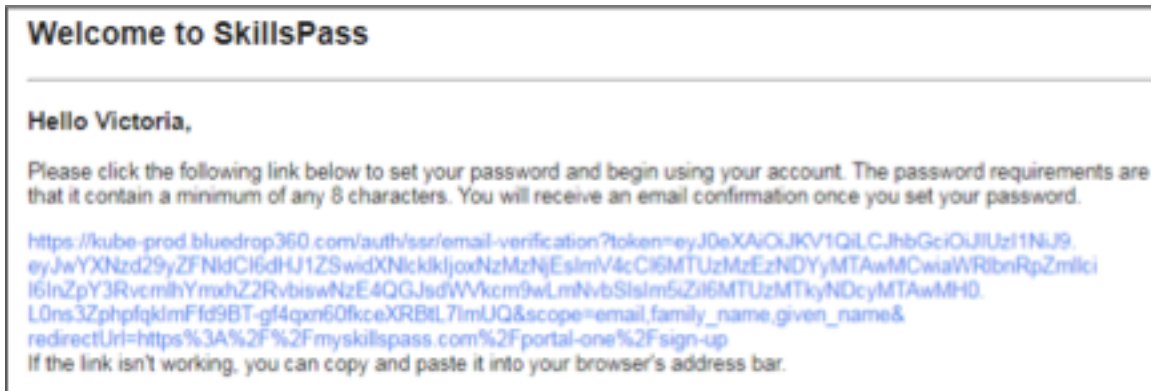 Welcome to SkillsPass
Hello Victoria,
Please click the following link below to set your password and begin using your account. The password requirements are
that it contain a minimum of any 8 characters. You will receive an email confirmation once you set your password.
https://kube-prod.bluedrop360.com/auth/ssr/email-verification?token=
L0ns3ZphpfqklmFfd9BT-gf4qxn60fkceXRBtL7lmUQ&scope=email,family_name,given_name&
redirectUrl=https%3A%2F%2Fmyskillspass.com%2Fportal-one%2Fsign-up
If the link isn't working, you can copy and paste it into your browser's address bar.